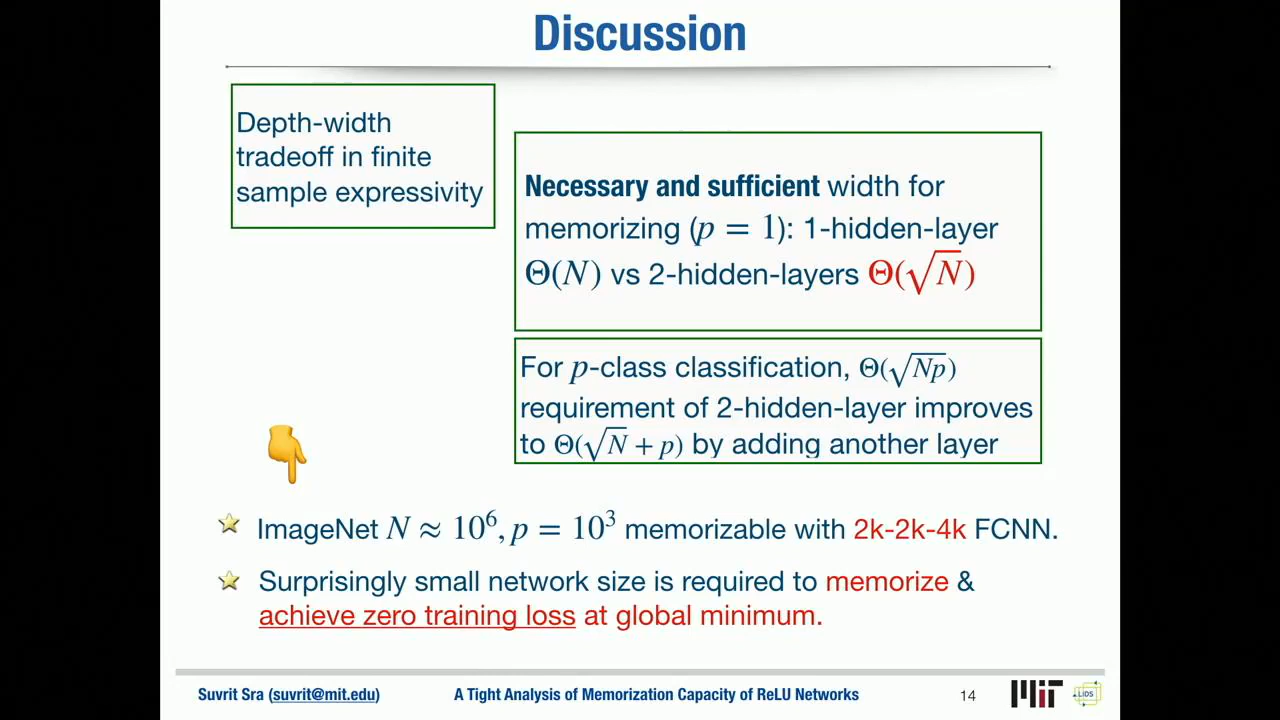 Discussion
Depth-width
tradeoff in finite
sample expressivity
Necessary and sufficient width for
memorizing (p = 1): 1-hidden-layer
Θ(N) vs 2-hidden-layers Θ(√N)
For p-class classification, Θ(√Np)
requirement of 2-hidden-layer improves
to Θ(√N + p) by adding another layer
ImageNet N ≈ 10⁶, p = 10³ memorizable with 2k-2k-4k FCNN.
Surprisingly small network size is required to memorize &
achieve zero training loss at global minimum.
Suvrit Sra (suvrit@mit.edu) A Tight Analysis of Memorization Capacity of ReLU Networks 14 MIT LIDS